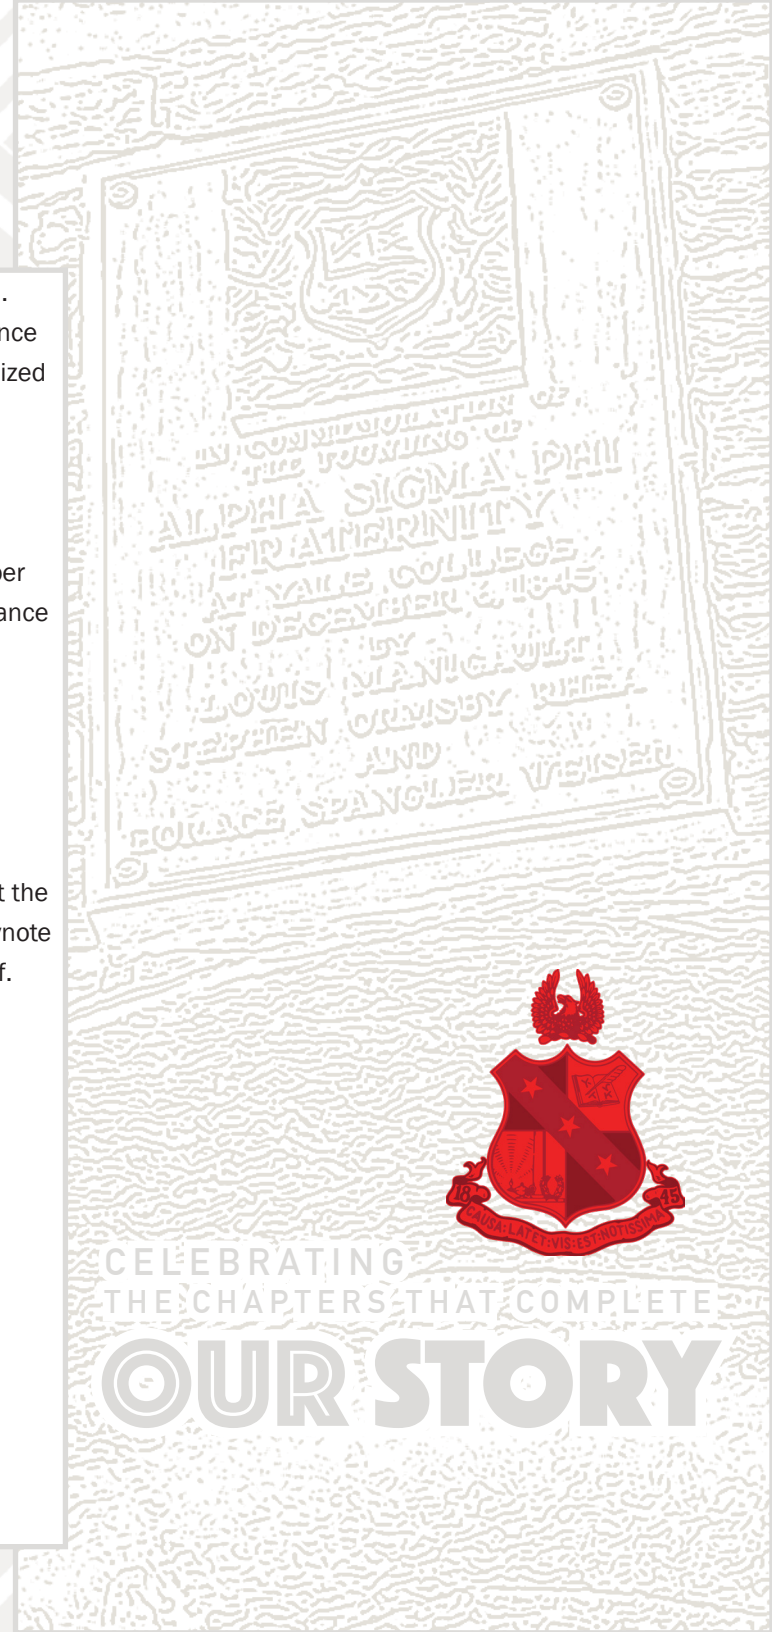 .
nce
ized
per
ance
t the
ynote
f.
IN COMMEMORATION OF
THE FOUNDING OF
ALPHA SIGMA PHI
FRATERNITY
AT YALE COLLEGE
ON DECEMBER 6, 1845
BY
LOUIS MANIGAULT
STEPHEN ORMSBY RHEA
AND
HORACE SPANGLER WEISER
18 45
CAUSA:LATET:VIS:EST:NOTISSIMA
CELEBRATING
THE CHAPTERS THAT COMPLETE
OUR STORY